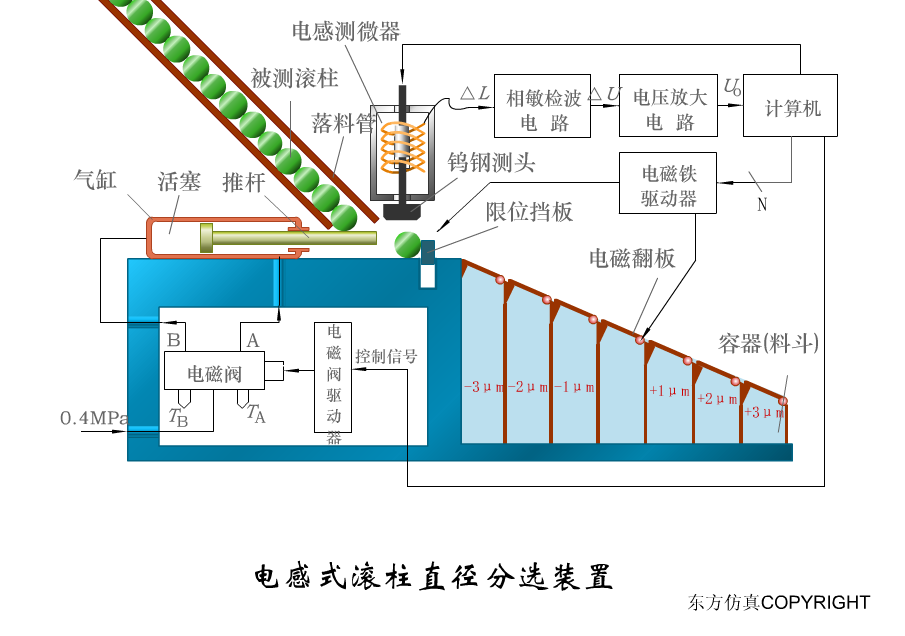 电感测微器
被测滚柱
△L
相敏检波
电 路
△U
电压放大
电 路
U₀
计算机
落料管
钨钢测头
电磁铁
驱动器
N
气缸
活塞
推杆
限位挡板
电磁翻板
B
A
电磁阀驱动器
控制信号
容器(料斗)
电磁阀
-3μm
-2μm
-1μm
+1μm
+2μm
+3μm
0.4MPa
TB
TA
电感式滚柱直径分选装置
东方仿真COPYRIGHT